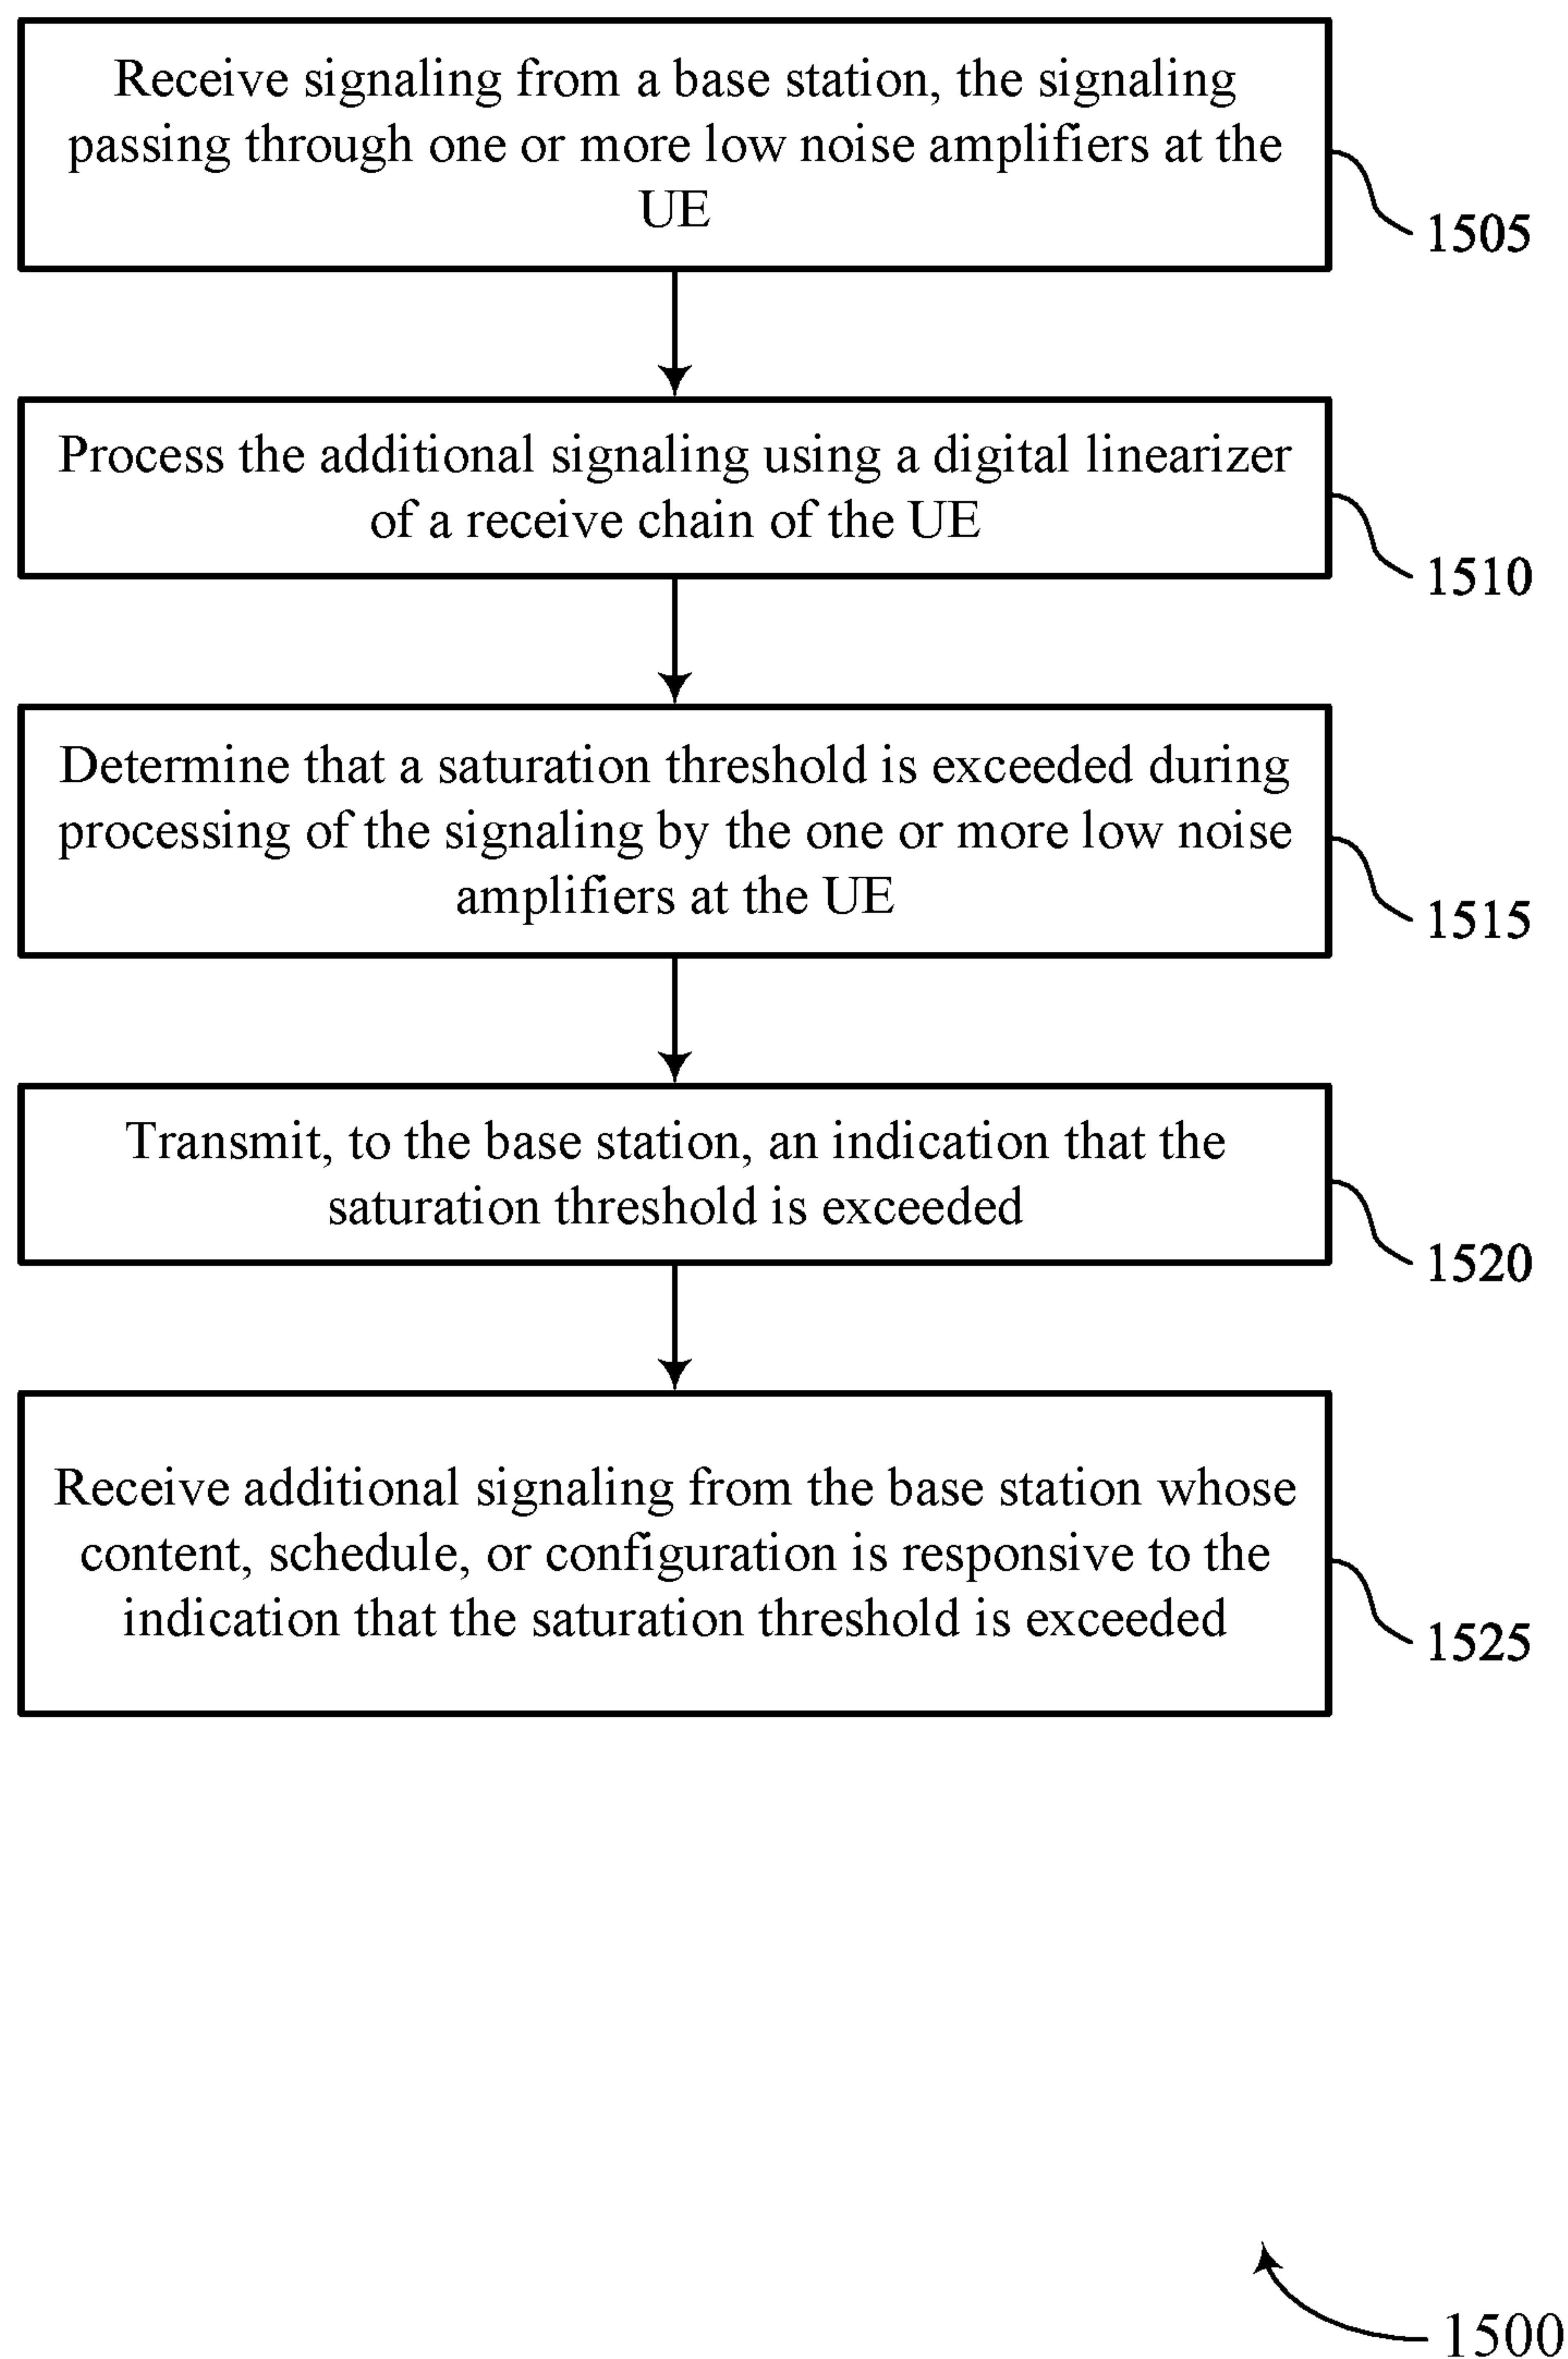 Receive signaling from a base station, the signaling
passing through one or more low noise amplifiers at the
UE
1505
Process the additional signaling using a digital linearizer
of a receive chain of the UE
1510
Determine that a saturation threshold is exceeded during
processing of the signaling by the one or more low noise
amplifiers at the UE
1515
Transmit, to the base station, an indication that the
saturation threshold is exceeded
1520
Receive additional signaling from the base station whose
content, schedule, or configuration is responsive to the
indication that the saturation threshold is exceeded
1525
1500